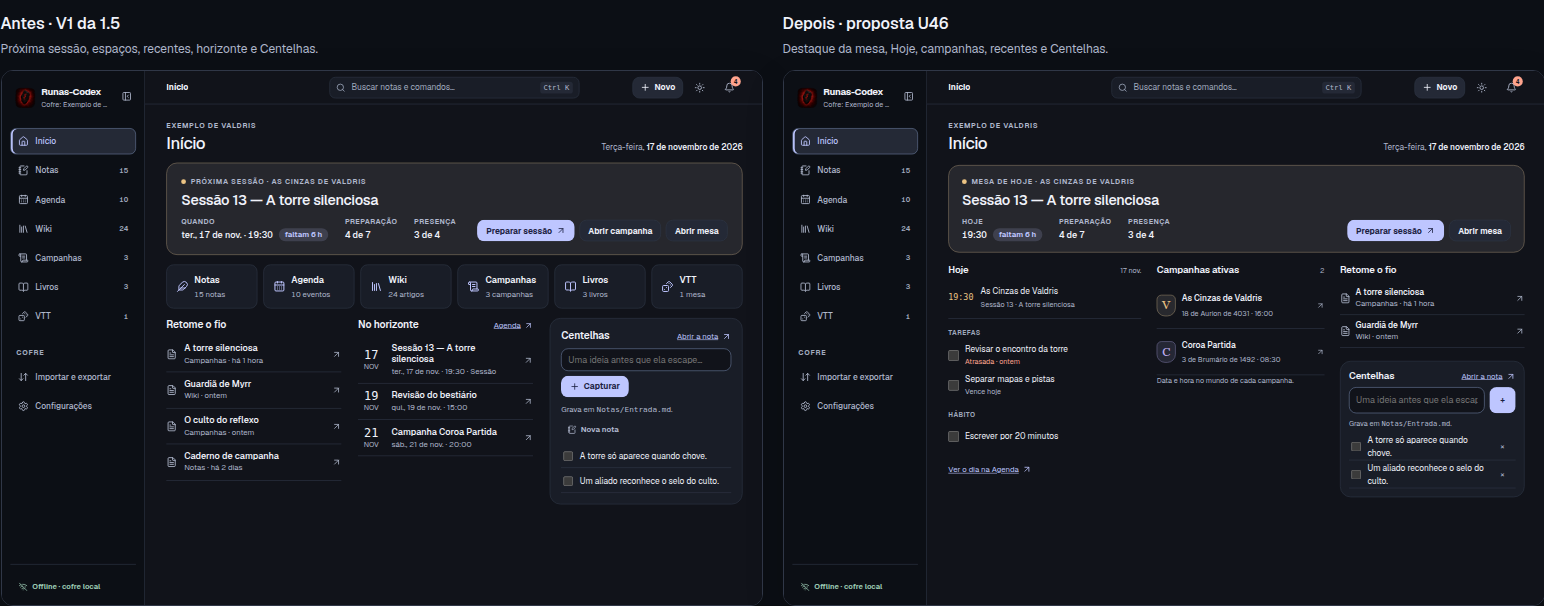 Antes · V1 da 1.5
Próxima sessão, espaços, recentes, horizonte e Centelhas.
Runas-Codex
Cofre: Exemplo de ...
Início
Notas 15
Agenda 10
Wiki 24
Campanhas 3
Livros 3
VTT 1
COFRE
Importar e exportar
Configurações
Offline · cofre local
Início
Buscar notas e comandos...
Ctrl K
+ Novo
4
EXEMPLO DE VALDRIS
Início
Terça-feira, 17 de novembro de 2026
PRÓXIMA SESSÃO · AS CINZAS DE VALDRIS
Sessão 13 — A torre silenciosa
QUANDO
ter., 17 de nov. · 19:30 faltam 6 h
PREPARAÇÃO
4 de 7
PRESENÇA
3 de 4
Preparar sessão
Abrir campanha
Abrir mesa
Notas
15 notas
Agenda
10 eventos
Wiki
24 artigos
Campanhas
3 campanhas
Livros
3 livros
VTT
1 mesa
Retome o fio
A torre silenciosa
Campanhas · há 1 hora
Guardiã de Myrr
Wiki · ontem
O culto do reflexo
Campanhas · ontem
Caderno de campanha
Notas · há 2 dias
No horizonte
Agenda
17
NOV
Sessão 13 — A torre
silenciosa
ter., 17 de nov. · 19:30 · Sessão
19
NOV
Revisão do bestiário
qui., 19 de nov. · 15:00
21
NOV
Campanha Coroa Partida
sáb., 21 de nov. · 20:00
Centelhas
Abrir a nota
Uma ideia antes que ela escape...
+ Capturar
Grava em Notas/Entrada.md.
Nova nota
A torre só aparece quando chove.
Um aliado reconhece o selo do culto.
Depois · proposta U46
Destaque da mesa, Hoje, campanhas, recentes e Centelhas.
Runas-Codex
Cofre: Exemplo de ...
Início
Notas 15
Agenda 10
Wiki 24
Campanhas 3
Livros 3
VTT 1
COFRE
Importar e exportar
Configurações
Offline · cofre local
Início
Buscar notas e comandos...
Ctrl K
+ Novo
4
EXEMPLO DE VALDRIS
Início
Terça-feira, 17 de novembro de 2026
MESA DE HOJE · AS CINZAS DE VALDRIS
Sessão 13 — A torre silenciosa
HOJE
19:30 faltam 6 h
PREPARAÇÃO
4 de 7
PRESENÇA
3 de 4
Preparar sessão
Abrir mesa
Hoje
17 nov.
19:30
As Cinzas de Valdris
Sessão 13 · A torre silenciosa
TAREFAS
Revisar o encontro da torre
Atrasada · ontem
Separar mapas e pistas
Vence hoje
HÁBITO
Escrever por 20 minutos
Ver o dia na Agenda
Campanhas ativas
2
V
As Cinzas de Valdris
18 de Aurion de 4031 · 16:00
C
Coroa Partida
3 de Brumário de 1492 · 08:30
Data e hora no mundo de cada campanha.
Retome o fio
A torre silenciosa
Campanhas · há 1 hora
Guardiã de Myrr
Wiki · ontem
Centelhas
Abrir a nota
Uma ideia antes que ela escap
+
Grava em Notas/Entrada.md.
A torre só aparece quando
chove.
×
Um aliado reconhece o selo do
culto.
×